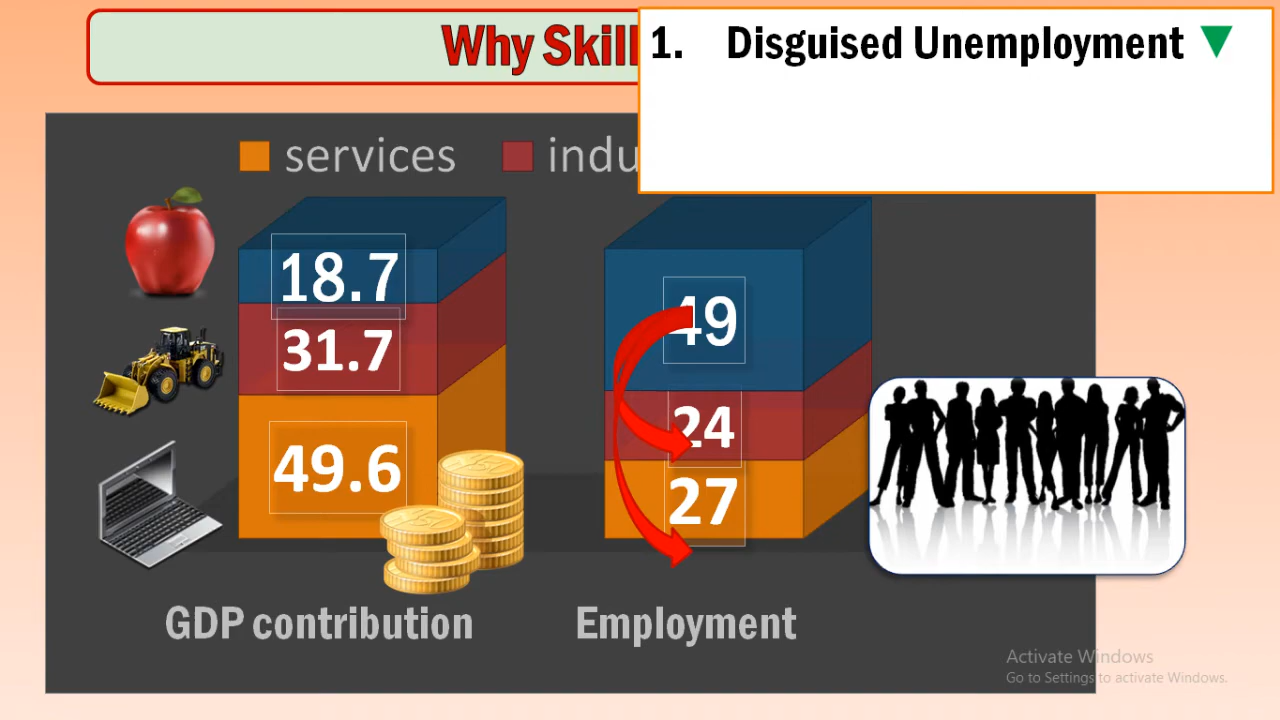 Why Skill
1. Disguised Unemployment
services indu
18.7
31.7
49.6
49
24
27
GDP contribution
Employment
Activate Windows
Go to Settings to activate Windows.